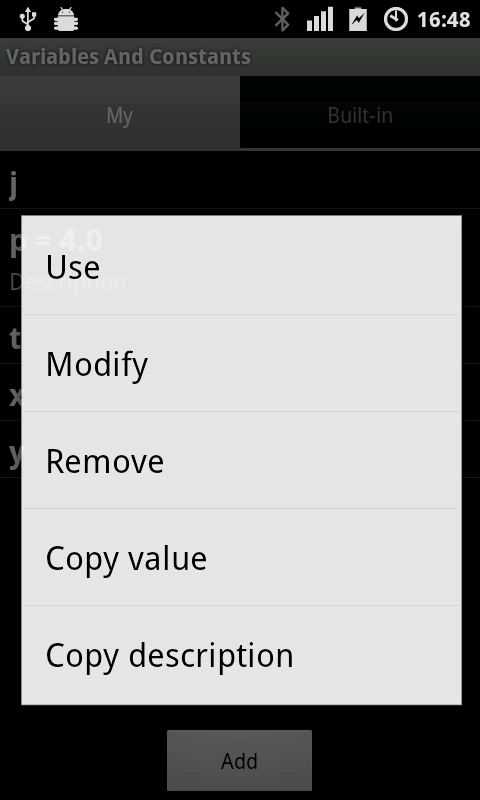 16:48
Variables And Constants
My
Built-in
j
p = 4.0
Description
Use
t
Modify
x
y
Remove
Copy value
Copy description
Add